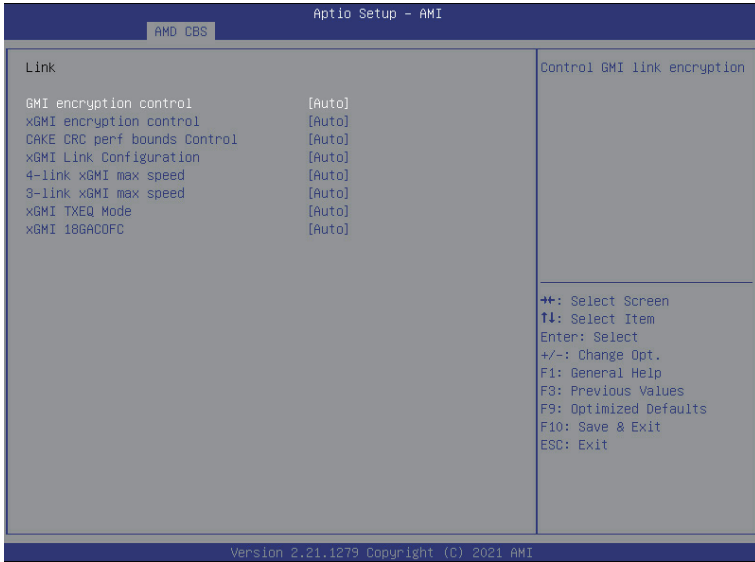 Aptio Setup – AMI
AMD CBS
Link
GMI encryption control [Auto]
xGMI encryption control [Auto]
CAKE CRC perf bounds Control [Auto]
xGMI Link Configuration [Auto]
4-link xGMI max speed [Auto]
3-link xGMI max speed [Auto]
xGMI TXEQ Mode [Auto]
xGMI 18GACOFC [Auto]
Control GMI link encryption
→←: Select Screen
↑↓: Select Item
Enter: Select
+/-: Change Opt.
F1: General Help
F3: Previous Values
F9: Optimized Defaults
F10: Save & Exit
ESC: Exit
Version 2.21.1279 Copyright (C) 2021 AMI